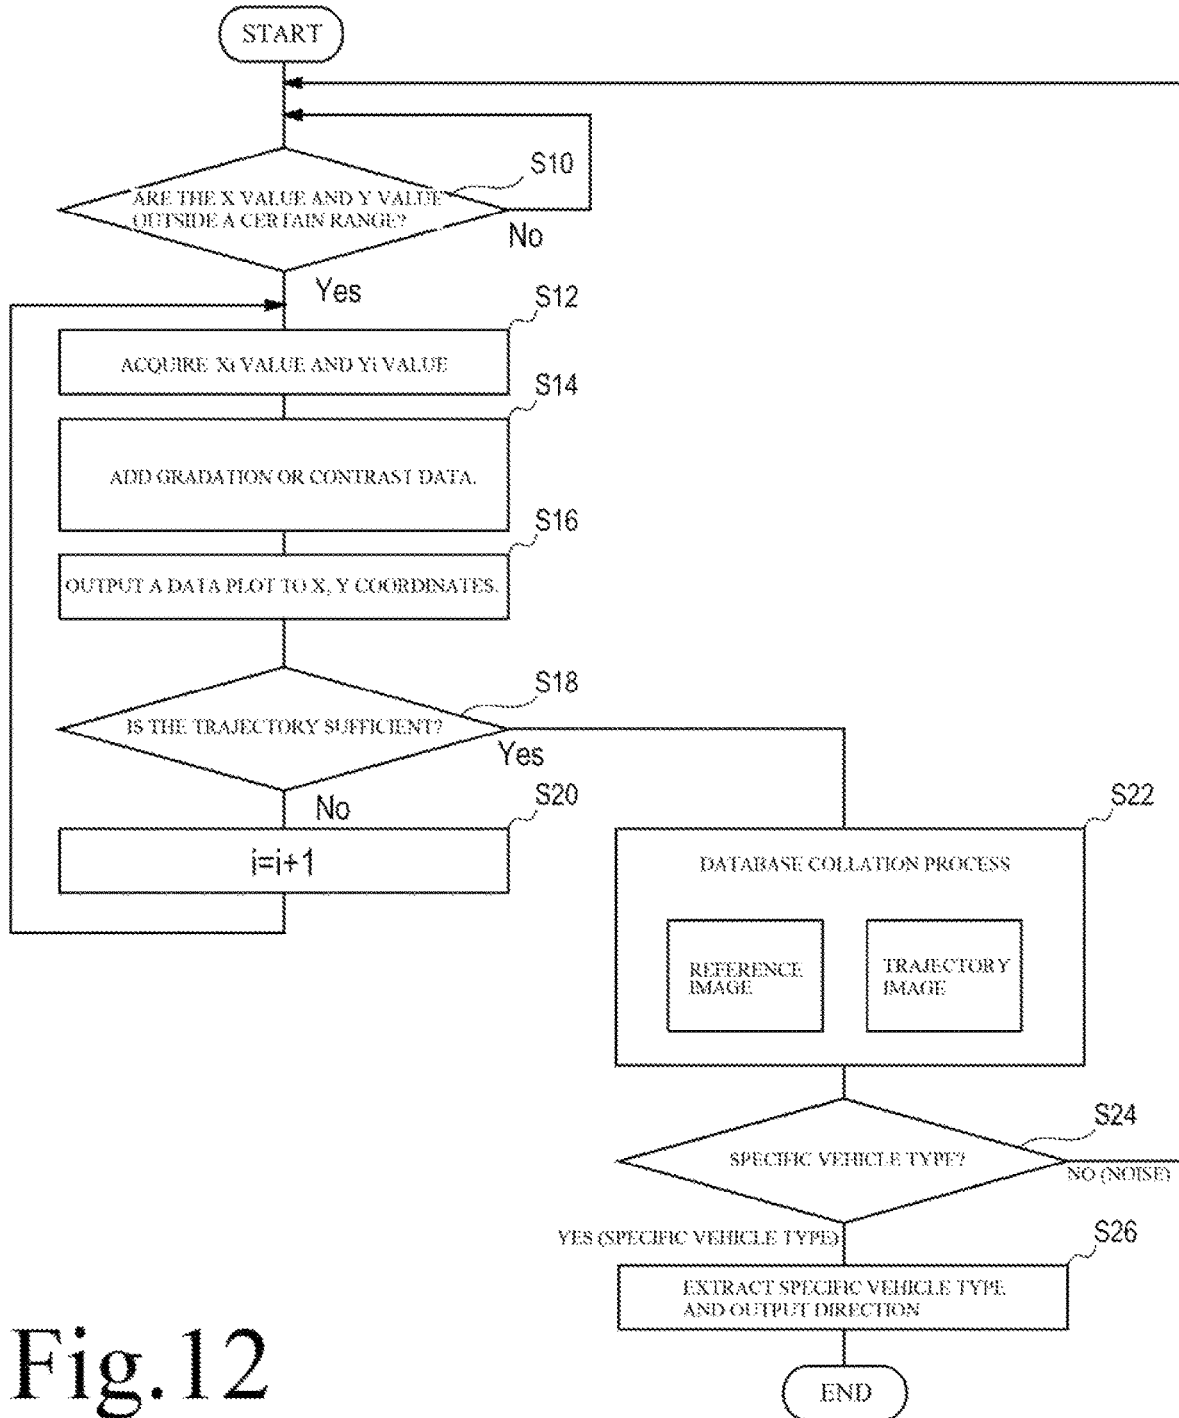 START
S10
ARE THE X VALUE AND Y VALUE
OUTSIDE A CERTAIN RANGE?
No
Yes
S12
ACQUIRE Xi VALUE AND Yi VALUE
S14
ADD GRADATION OR CONTRAST DATA.
S16
OUTPUT A DATA PLOT TO X, Y COORDINATES.
S18
IS THE TRAJECTORY SUFFICIENT?
Yes
No
S20
i=i+1
S22
DATABASE COLLATION PROCESS
REFERENCE
IMAGE
TRAJECTORY
IMAGE
S24
SPECIFIC VEHICLE TYPE?
NO (NOISE)
YES (SPECIFIC VEHICLE TYPE)
S26
EXTRACT SPECIFIC VEHICLE TYPE
AND OUTPUT DIRECTION
END
Fig.12